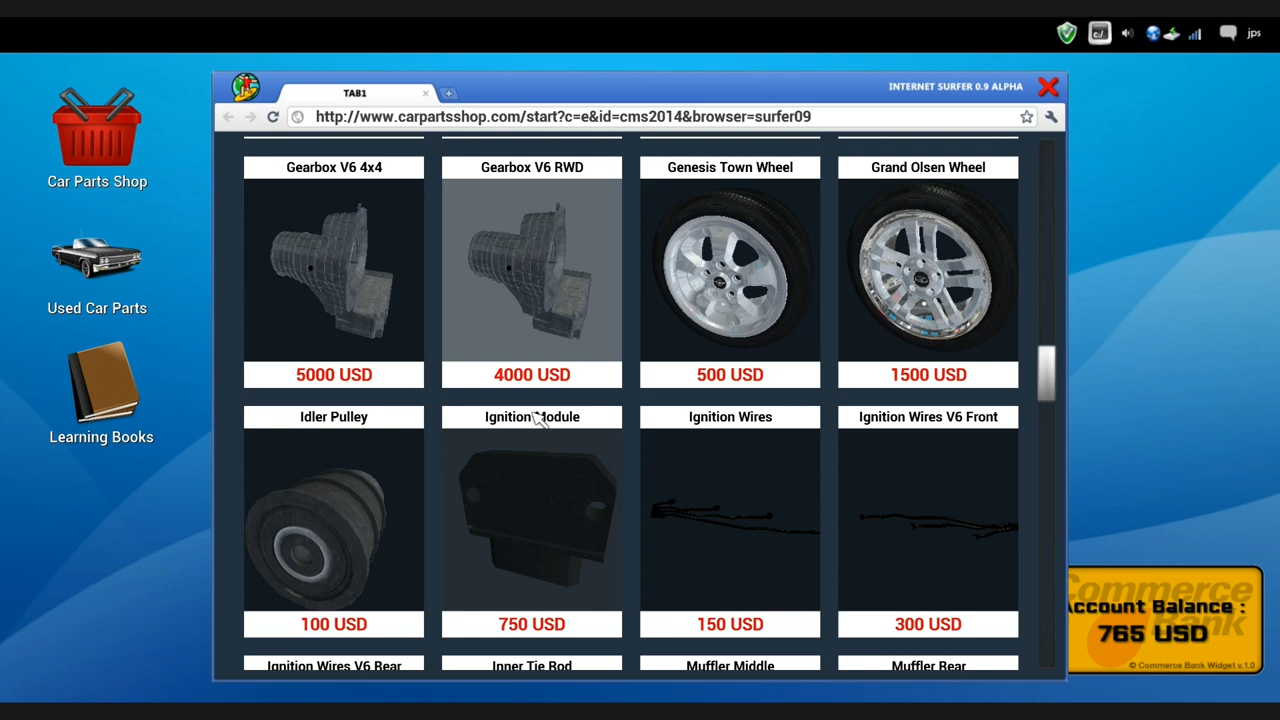 c:/
jps
TAB1
INTERNET SURFER 0.9 ALPHA
http://www.carpartsshop.com/start?c=e&id=cms2014&browser=surfer09
Car Parts Shop
Used Car Parts
Learning Books
Gearbox V6 4x4
Gearbox V6 RWD
Genesis Town Wheel
Grand Olsen Wheel
5000 USD
4000 USD
500 USD
1500 USD
Idler Pulley
Ignition Module
Ignition Wires
Ignition Wires V6 Front
100 USD
750 USD
150 USD
300 USD
Ignition Wires V6 Rear
Inner Tie Rod
Muffler Middle
Muffler Rear
Commerce
Bank
Account Balance :
765 USD
© Commerce.Bank Widget v.1.0